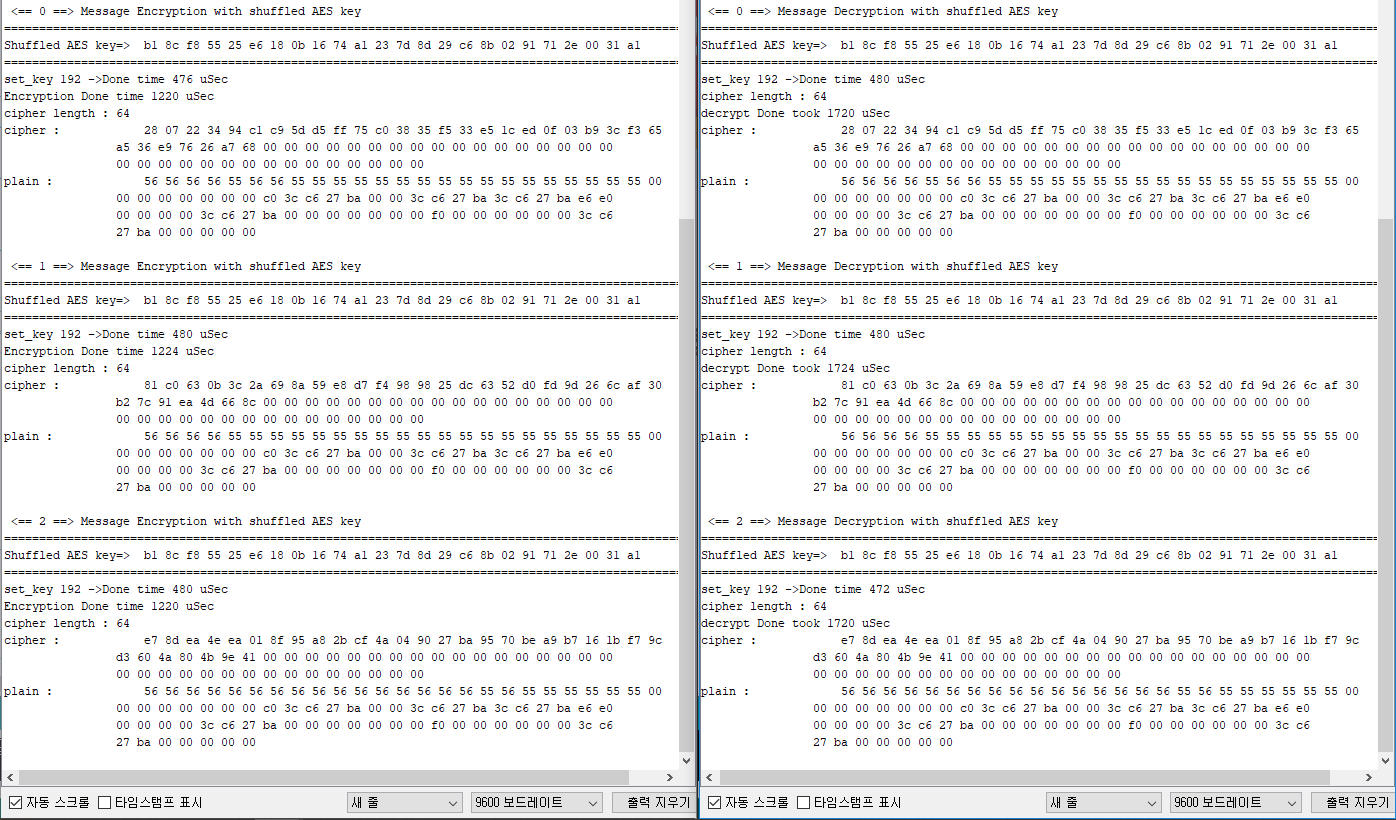 <== 0 ==> Message Encryption with shuffled AES key
Shuffled AES key=> b1 8c f8 55 25 e6 18 0b 16 74 a1 23 7d 8d 29 c6 8b 02 91 71 2e 00 31 a1
set_key 192 ->Done time 476 uSec
Encryption Done time 1220 uSec
cipher length : 64
cipher : 28 07 22 34 94 c1 c9 5d d5 ff 75 c0 38 35 f5 33 e5 1c ed 0f 03 b9 3c f3 65
a5 36 e9 76 26 a7 68 00 00 00 00 00 00 00 00 00 00 00 00 00 00 00 00 00
00 00 00 00 00 00 00 00 00 00 00 00 00 00 00
plain : 56 56 56 56 55 56 56 55 55 55 55 55 55 55 55 55 55 55 55 55 55 55 55 55 00
00 00 00 00 00 00 00 c0 3c c6 27 ba 00 00 3c c6 27 ba 3c c6 27 ba e6 e0
00 00 00 00 3c c6 27 ba 00 00 00 00 00 00 00 f0 00 00 00 00 00 00 3c c6
27 ba 00 00 00 00 00
<== 1 ==> Message Encryption with shuffled AES key
Shuffled AES key=> b1 8c f8 55 25 e6 18 0b 16 74 a1 23 7d 8d 29 c6 8b 02 91 71 2e 00 31 a1
set_key 192 ->Done time 480 uSec
Encryption Done time 1224 uSec
cipher length : 64
cipher : 81 c0 63 0b 3c 2a 69 8a 59 e8 d7 f4 98 98 25 dc 63 52 d0 fd 9d 26 6c af 30
b2 7c 91 ea 4d 66 8c 00 00 00 00 00 00 00 00 00 00 00 00 00 00 00 00 00
00 00 00 00 00 00 00 00 00 00 00 00 00 00 00
plain : 56 56 56 56 55 55 55 55 55 55 55 55 55 55 55 55 55 55 55 55 55 55 55 55 00
00 00 00 00 00 00 00 c0 3c c6 27 ba 00 00 3c c6 27 ba 3c c6 27 ba e6 e0
00 00 00 00 3c c6 27 ba 00 00 00 00 00 00 00 f0 00 00 00 00 00 00 3c c6
27 ba 00 00 00 00 00
<== 2 ==> Message Encryption with shuffled AES key
Shuffled AES key=> b1 8c f8 55 25 e6 18 0b 16 74 a1 23 7d 8d 29 c6 8b 02 91 71 2e 00 31 a1
set_key 192 ->Done time 480 uSec
Encryption Done time 1220 uSec
cipher length : 64
cipher : e7 8d ea 4e ea 01 8f 95 a8 2b cf 4a 04 90 27 ba 95 70 be a9 b7 16 1b f7 9c
d3 60 4a 80 4b 9e 41 00 00 00 00 00 00 00 00 00 00 00 00 00 00 00 00 00
00 00 00 00 00 00 00 00 00 00 00 00 00 00 00
plain : 56 56 56 56 56 56 56 56 56 56 56 56 56 56 56 56 55 56 55 55 55 55 55 55 00
00 00 00 00 00 00 00 c0 3c c6 27 ba 00 00 3c c6 27 ba 3c c6 27 ba e6 e0
00 00 00 00 3c c6 27 ba 00 00 00 00 00 00 00 f0 00 00 00 00 00 00 3c c6
27 ba 00 00 00 00 00
자동 스크롤 타임스탬프 표시 새 줄 9600 보드레이트 출력 지우기
<== 0 ==> Message Decryption with shuffled AES key
Shuffled AES key=> b1 8c f8 55 25 e6 18 0b 16 74 a1 23 7d 8d 29 c6 8b 02 91 71 2e 00 31 a1
set_key 192 ->Done time 480 uSec
cipher length : 64
decrypt Done took 1720 uSec
cipher : 28 07 22 34 94 c1 c9 5d d5 ff 75 c0 38 35 f5 33 e5 1c ed 0f 03 b9 3c f3 65
a5 36 e9 76 26 a7 68 00 00 00 00 00 00 00 00 00 00 00 00 00 00 00 00 00
00 00 00 00 00 00 00 00 00 00 00 00 00 00 00
plain : 56 56 56 56 55 56 56 55 55 55 55 55 55 55 55 55 55 55 55 55 55 55 55 55 00
00 00 00 00 00 00 00 c0 3c c6 27 ba 00 00 3c c6 27 ba 3c c6 27 ba e6 e0
00 00 00 00 3c c6 27 ba 00 00 00 00 00 00 00 f0 00 00 00 00 00 00 3c c6
27 ba 00 00 00 00 00
<== 1 ==> Message Decryption with shuffled AES key
Shuffled AES key=> b1 8c f8 55 25 e6 18 0b 16 74 a1 23 7d 8d 29 c6 8b 02 91 71 2e 00 31 a1
set_key 192 ->Done time 480 uSec
cipher length : 64
decrypt Done took 1724 uSec
cipher : 81 c0 63 0b 3c 2a 69 8a 59 e8 d7 f4 98 98 25 dc 63 52 d0 fd 9d 26 6c af 30
b2 7c 91 ea 4d 66 8c 00 00 00 00 00 00 00 00 00 00 00 00 00 00 00 00 00
00 00 00 00 00 00 00 00 00 00 00 00 00 00 00
plain : 56 56 56 56 55 55 55 55 55 55 55 55 55 55 55 55 55 55 55 55 55 55 55 55 00
00 00 00 00 00 00 00 c0 3c c6 27 ba 00 00 3c c6 27 ba 3c c6 27 ba e6 e0
00 00 00 00 3c c6 27 ba 00 00 00 00 00 00 00 f0 00 00 00 00 00 00 3c c6
27 ba 00 00 00 00 00
<== 2 ==> Message Decryption with shuffled AES key
Shuffled AES key=> b1 8c f8 55 25 e6 18 0b 16 74 a1 23 7d 8d 29 c6 8b 02 91 71 2e 00 31 a1
set_key 192 ->Done time 472 uSec
cipher length : 64
decrypt Done took 1720 uSec
cipher : e7 8d ea 4e ea 01 8f 95 a8 2b cf 4a 04 90 27 ba 95 70 be a9 b7 16 1b f7 9c
d3 60 4a 80 4b 9e 41 00 00 00 00 00 00 00 00 00 00 00 00 00 00 00 00 00
00 00 00 00 00 00 00 00 00 00 00 00 00 00 00
plain : 56 56 56 56 56 56 56 56 56 56 56 56 56 56 56 56 55 56 55 55 55 55 55 55 00
00 00 00 00 00 00 00 c0 3c c6 27 ba 00 00 3c c6 27 ba 3c c6 27 ba e6 e0
00 00 00 00 3c c6 27 ba 00 00 00 00 00 00 00 f0 00 00 00 00 00 00 3c c6
27 ba 00 00 00 00 00
자동 스크롤 타임스탬프 표시 새 줄 9600 보드레이트 출력 지우기